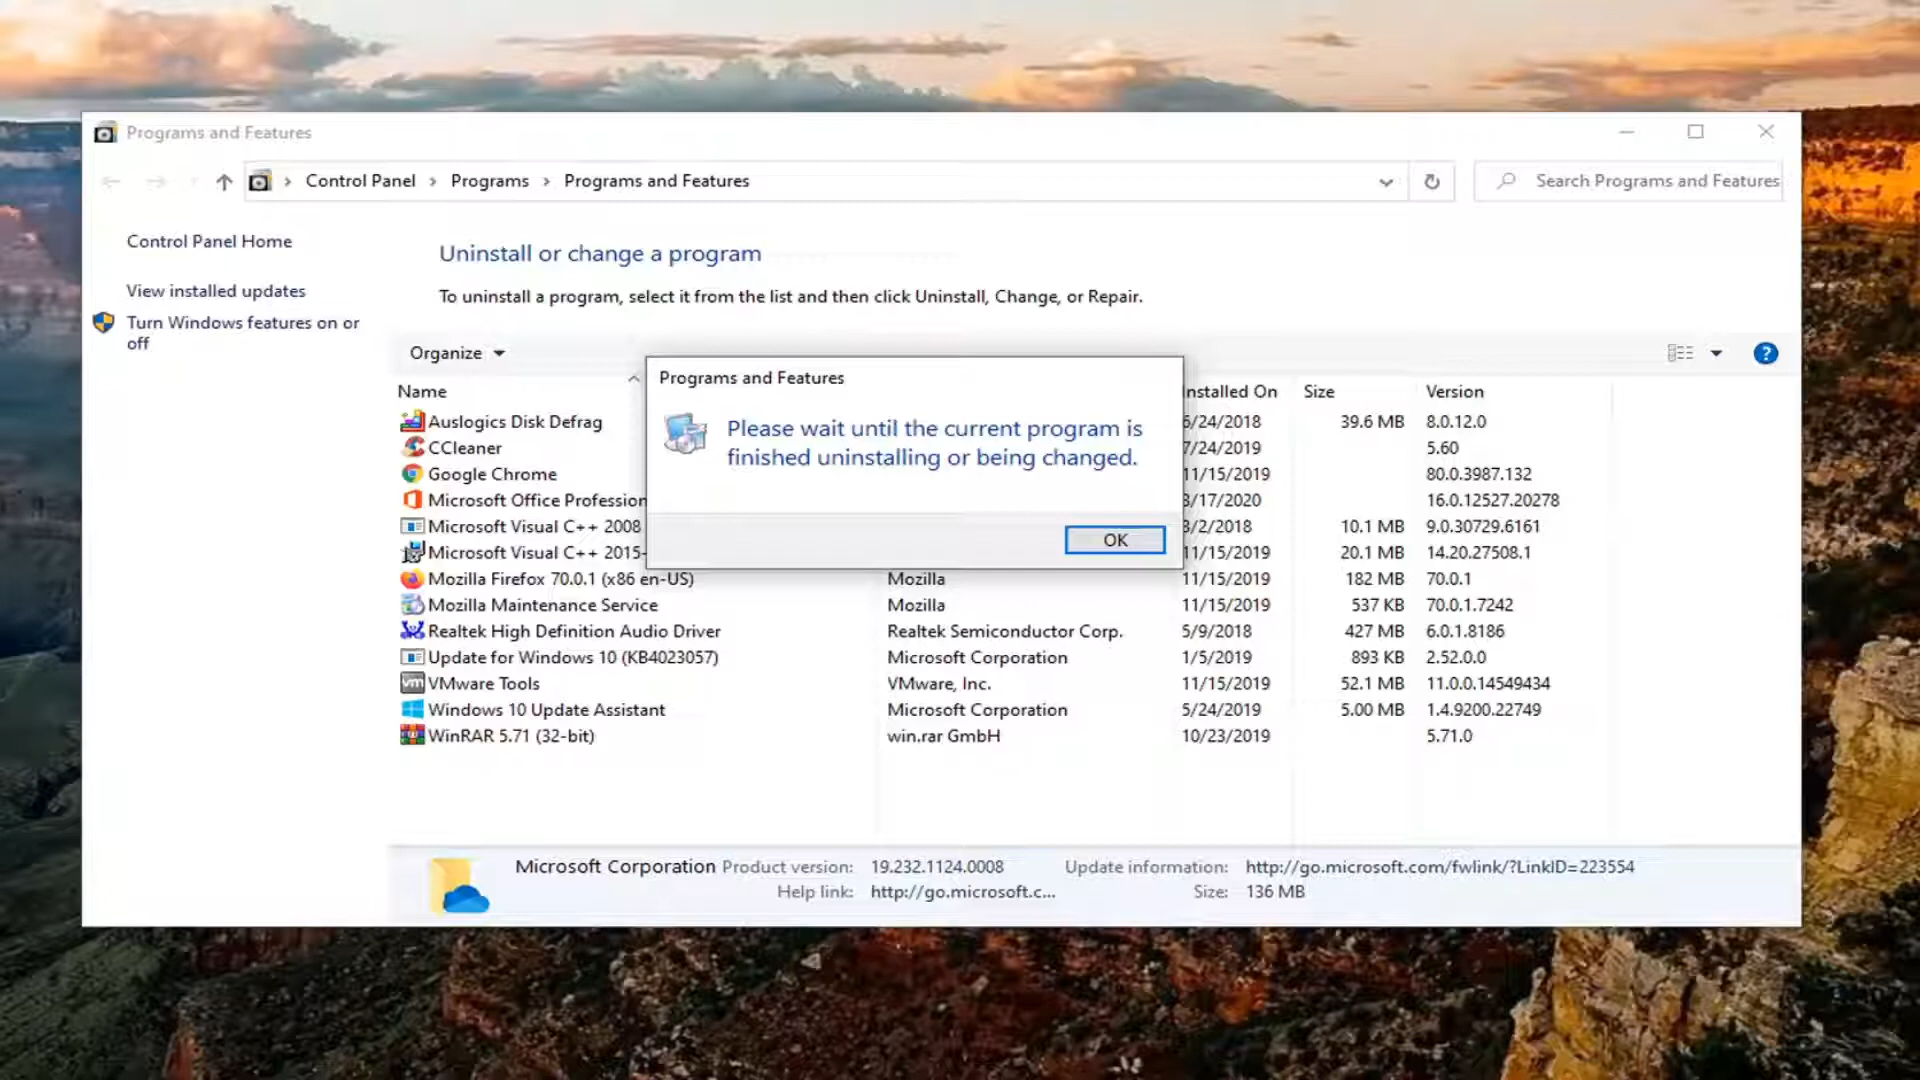 Programs and Features
Control Panel › Programs › Programs and Features
Search Programs and Features
Control Panel Home
View installed updates
Turn Windows features on or
off
Uninstall or change a program
To uninstall a program, select it from the list and then click Uninstall, Change, or Repair.
Organize
?
Programs and Features
Please wait until the current program is
finished uninstalling or being changed.
OK
Name Installed On Size Version
Auslogics Disk Defrag 6/24/2018 39.6 MB 8.0.12.0
CCleaner 7/24/2019 5.60
Google Chrome 11/15/2019 80.0.3987.132
Microsoft Office Profession 3/17/2020 16.0.12527.20278
Microsoft Visual C++ 2008 3/2/2018 10.1 MB 9.0.30729.6161
Microsoft Visual C++ 2015- 11/15/2019 20.1 MB 14.20.27508.1
Mozilla Firefox 70.0.1 (x86 en-US) Mozilla 11/15/2019 182 MB 70.0.1
Mozilla Maintenance Service Mozilla 11/15/2019 537 KB 70.0.1.7242
Realtek High Definition Audio Driver Realtek Semiconductor Corp. 5/9/2018 427 MB 6.0.1.8186
Update for Windows 10 (KB4023057) Microsoft Corporation 1/5/2019 893 KB 2.52.0.0
vm VMware Tools VMware, Inc. 11/15/2019 52.1 MB 11.0.0.14549434
Windows 10 Update Assistant Microsoft Corporation 5/24/2019 5.00 MB 1.4.9200.22749
WinRAR 5.71 (32-bit) win.rar GmbH 10/23/2019 5.71.0
Microsoft Corporation Product version: 19.232.1124.0008 Update information: http://go.microsoft.com/fwlink/?LinkID=223554
Help link: http://go.microsoft.c... Size: 136 MB